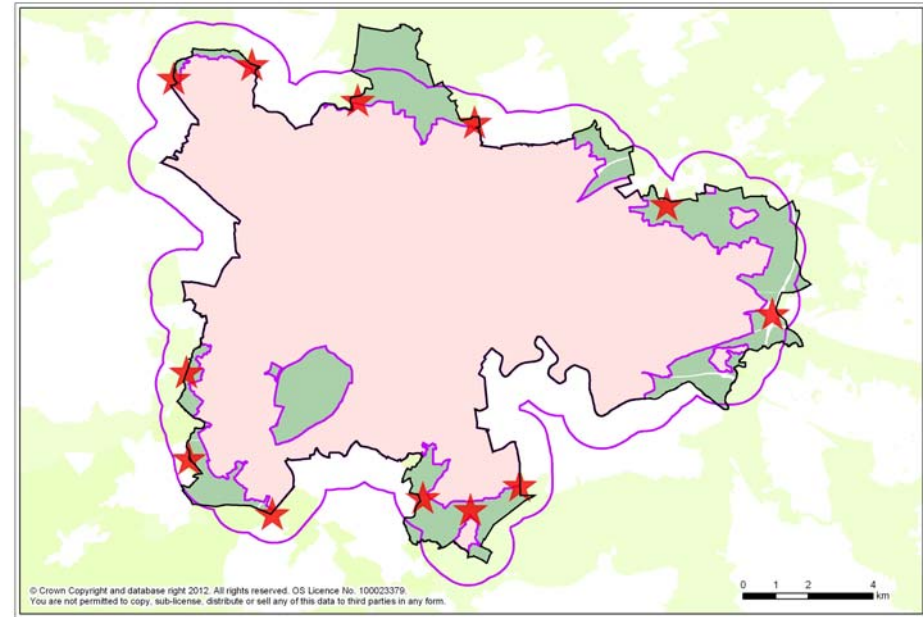 © Crown Copyright and database right 2012. All rights reserved. OS Licence No. 100023379.
You are not permitted to copy, sub-license, distribute or sell any of this data to third parties in any form.
0 1 2 4
km